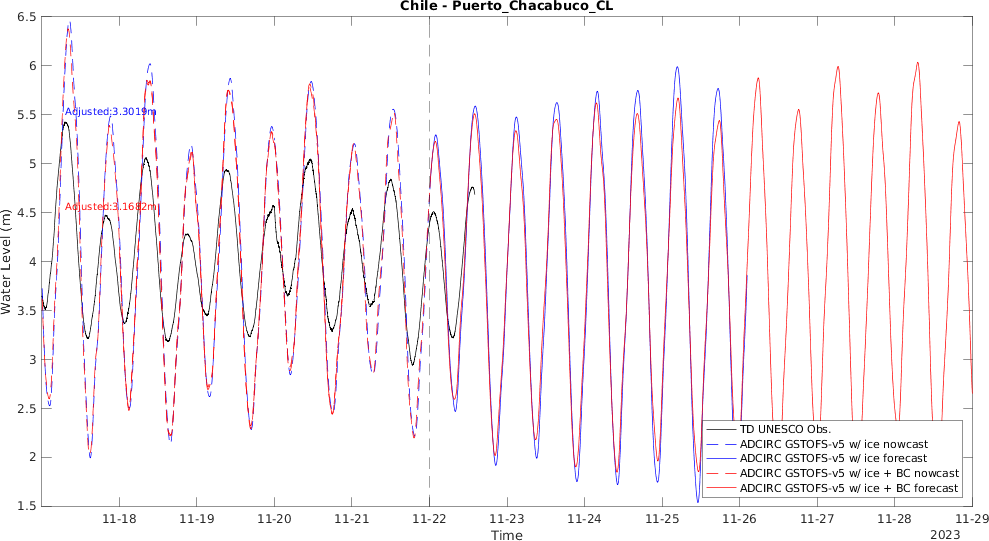 Chile - Puerto_Chacabuco_CL
6.5
6
5.5
5
4.5
4
3.5
3
2.5
2
1.5
Water Level (m)
Adjusted:3.3019m
Adjusted:3.1682m
TD UNESCO Obs.
ADCIRC GSTOFS-v5 w/ ice nowcast
ADCIRC GSTOFS-v5 w/ ice forecast
ADCIRC GSTOFS-v5 w/ ice + BC nowcast
ADCIRC GSTOFS-v5 w/ ice + BC forecast
11-18 11-19 11-20 11-21 11-22 11-23 11-24 11-25 11-26 11-27 11-28 11-29
Time
2023